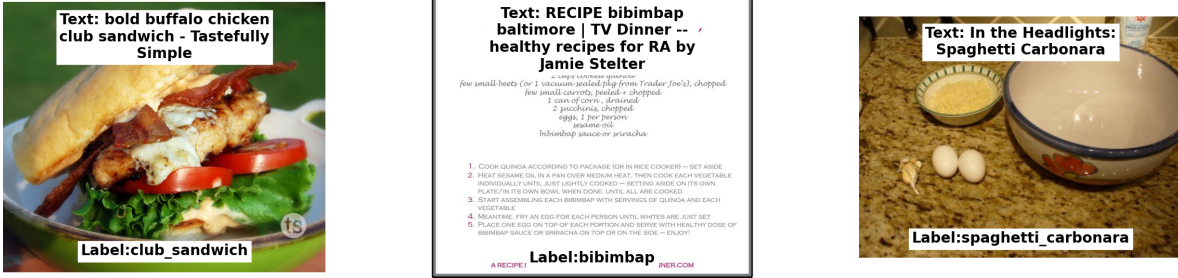 Text: bold buffalo chicken
club sandwich - Tastefully
Simple
ts
Label:club_sandwich
Text: RECIPE bibimbap
baltimore | TV Dinner --
healthy recipes for RA by
Jamie Stelter
2 cups cooked quinoa
few small beets (or 1 vacuum sealed pkg from Trader Joe's), chopped
few small carrots, peeled + chopped
1 can of corn, drained
2 zucchinis, chopped
eggs, 1 per person
sesame oil
bibimbap sauce or sriracha
1. COOK QUINOA ACCORDING TO PACKAGE (OR IN RICE COOKER) — SET ASIDE
2. HEAT SESAME OIL IN A PAN OVER MEDIUM HEAT, THEN COOK EACH VEGETABLE
INDIVIDUALLY UNTIL JUST LIGHTLY COOKED — SETTING ASIDE ON ITS OWN
PLATE/IN ITS OWN BOWL WHEN DONE. UNTIL ALL ARE COOKED
3. START ASSEMBLING EACH BIBIMBAP WITH SERVINGS OF QUINOA AND EACH
VEGETABLE
4. MEANTIME, FRY AN EGG FOR EACH PERSON UNTIL WHITES ARE JUST SET
5. PLACE ONE EGG ON TOP OF EACH PORTION AND SERVE WITH HEALTHY DOSE OF
BIBIMBAP SAUCE OR SRIRACHA ON TOP OR ON THE SIDE — ENJOY!
Label:bibimbap
A RECIPE
INER.COM
Text: In the Headlights:
Spaghetti Carbonara
Label:spaghetti_carbonara